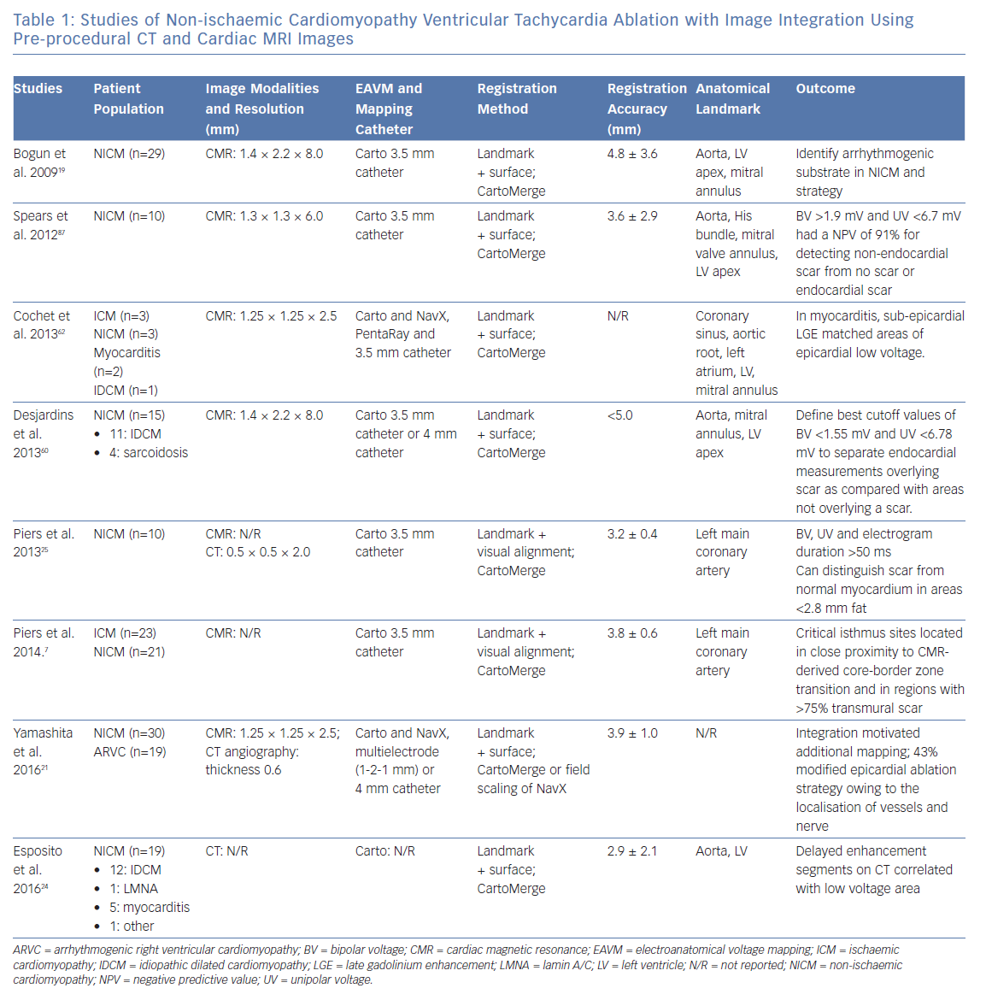 Table 1: Studies of Non-ischaemic Cardiomyopathy Ventricular Tachycardia Ablation with Image Integration Using
Pre-procedural CT and Cardiac MRI Images
Studies
Patient
Population
Image Modalities
and Resolution
(mm)
EAVM and
Mapping
Catheter
Registration
Method
Registration
Accuracy
(mm)
Anatomical
Landmark
Outcome
Bogun et
al. 2009¹⁹
NICM (n=29)
CMR: 1.4 × 2.2 × 8.0
Carto 3.5 mm
catheter
Landmark
+ surface;
CartoMerge
4.8 ± 3.6
Aorta, LV
apex, mitral
annulus
Identify arrhythmogenic
substrate in NICM and
strategy
Spears et
al. 2012⁸⁷
NICM (n=10)
CMR: 1.3 × 1.3 × 6.0
Carto 3.5 mm
catheter
Landmark
+ surface;
CartoMerge
3.6 ± 2.9
Aorta, His
bundle, mitral
valve annulus,
LV apex
BV >1.9 mV and UV <6.7 mV
had a NPV of 91% for
detecting non-endocardial
scar from no scar or
endocardial scar
Cochet et
al. 2013⁶²
ICM (n=3)
NICM (n=3)
Myocarditis
(n=2)
IDCM (n=1)
CMR: 1.25 × 1.25 × 2.5
Carto and NavX,
PentaRay and
3.5 mm catheter
Landmark
+ surface;
CartoMerge
N/R
Coronary
sinus, aortic
root, left
atrium, LV,
mitral annulus
In myocarditis, sub-epicardial
LGE matched areas of
epicardial low voltage.
Desjardins
et al.
2013⁶⁰
NICM (n=15)
• 11: IDCM
• 4: sarcoidosis
CMR: 1.4 × 2.2 × 8.0
Carto 3.5 mm
catheter or 4 mm
catheter
Landmark
+ surface;
CartoMerge
<5.0
Aorta, mitral
annulus, LV
apex
Define best cutoff values of
BV <1.55 mV and UV <6.78
mV to separate endocardial
measurements overlying
scar as compared with areas
not overlying a scar.
Piers et al.
2013²⁵
NICM (n=10)
CMR: N/R
CT: 0.5 × 0.5 × 2.0
Carto 3.5 mm
catheter
Landmark +
visual alignment;
CartoMerge
3.2 ± 0.4
Left main
coronary
artery
BV, UV and electrogram
duration >50 ms
Can distinguish scar from
normal myocardium in areas
<2.8 mm fat
Piers et al.
2014.⁷
ICM (n=23)
NICM (n=21)
CMR: N/R
Carto 3.5 mm
catheter
Landmark +
visual alignment;
CartoMerge
3.8 ± 0.6
Left main
coronary
artery
Critical isthmus sites located
in close proximity to CMR-
derived core-border zone
transition and in regions with
>75% transmural scar
Yamashita
et al.
2016²¹
NICM (n=30)
ARVC (n=19)
CMR: 1.25 × 1.25 × 2.5;
CT angiography:
thickness 0.6
Carto and NavX,
multielectrode
(1-2-1 mm) or
4 mm catheter
Landmark
+ surface;
CartoMerge or field
scaling of NavX
3.9 ± 1.0
N/R
Integration motivated
additional mapping; 43%
modified epicardial ablation
strategy owing to the
localisation of vessels and
nerve
Esposito
et al.
2016²⁴
NICM (n=19)
• 12: IDCM
• 1: LMNA
• 5: myocarditis
• 1: other
CT: N/R
Carto: N/R
Landmark
+ surface;
CartoMerge
2.9 ± 2.1
Aorta, LV
Delayed enhancement
segments on CT correlated
with low voltage area
ARVC = arrhythmogenic right ventricular cardiomyopathy; BV = bipolar voltage; CMR = cardiac magnetic resonance; EAVM = electroanatomical voltage mapping; ICM = ischaemic
cardiomyopathy; IDCM = idiopathic dilated cardiomyopathy; LGE = late gadolinium enhancement; LMNA = lamin A/C; LV = left ventricle; N/R = not reported; NICM = non-ischaemic
cardiomyopathy; NPV = negative predictive value; UV = unipolar voltage.